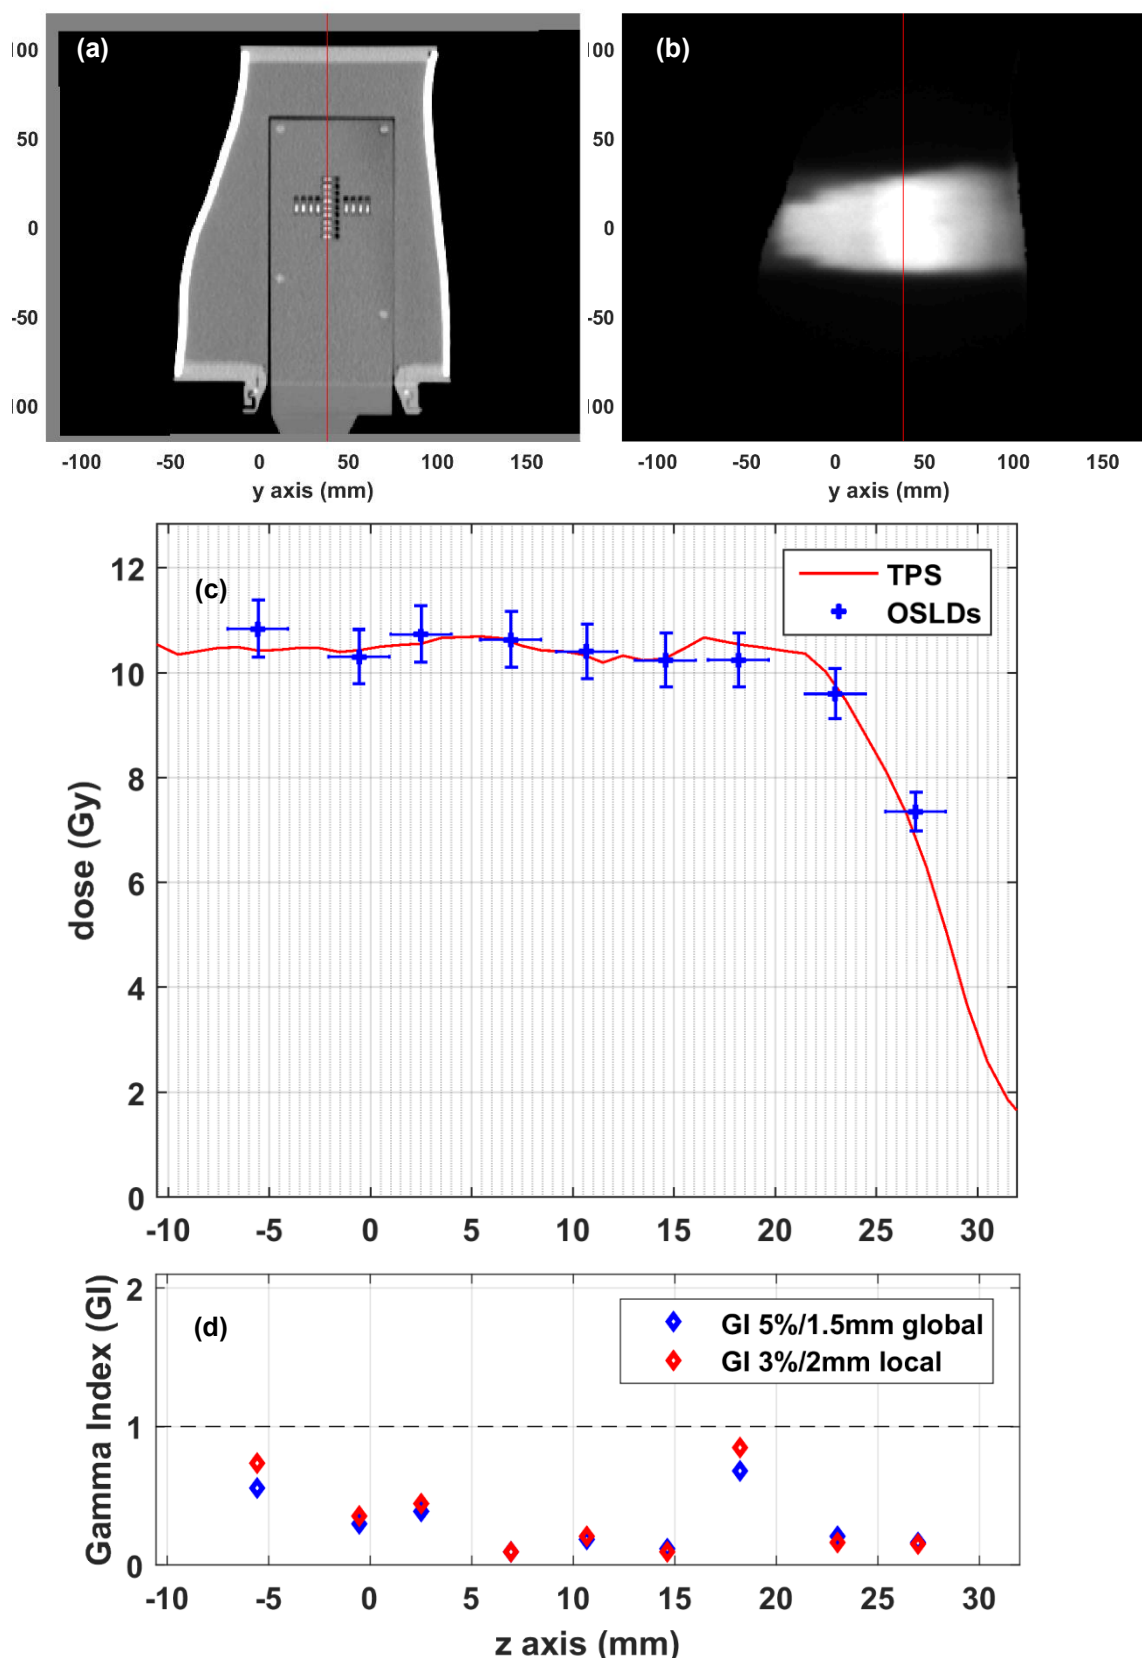 (a)
100
50
0
-50
100
-100 -50 0 50 100 150
y axis (mm)
(b)
100
50
0
-50
100
-100 -50 0 50 100 150
y axis (mm)
(c)
TPS
OSLDs
12
10
8
6
4
2
0
dose (Gy)
-10 -5 0 5 10 15 20 25 30
(d)
GI 5%/1.5mm global
GI 3%/2mm local
2
1
0
Gamma Index (GI)
-10 -5 0 5 10 15 20 25 30
z axis (mm)